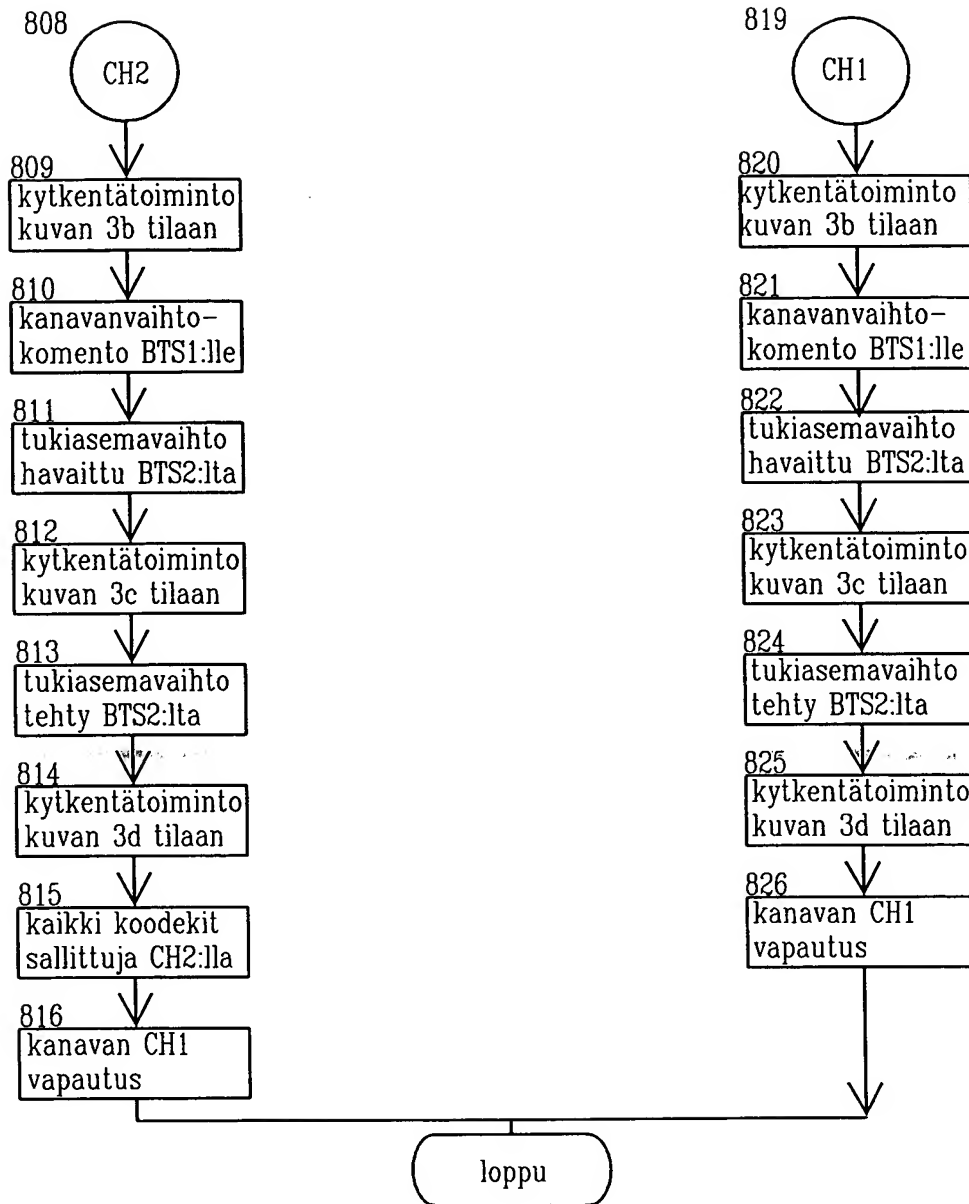 808
CH2
809
kytkentätoiminto
kuvan 3b tilaan
810
kanavanvaihto-
komento BTS1:lle
811
tukiasemavaihto
havaittu BTS2:lta
812
kytkentätoiminto
kuvan 3c tilaan
813
tukiasemavaihto
tehty BTS2:lta
814
kytkentätoiminto
kuvan 3d tilaan
815
kaikki koodekit
sallittuja CH2:lla
816
kanavan CH1
vapautus
819
CH1
820
kytkentätoiminto
kuvan 3b tilaan
821
kanavanvaihto-
komento BTS1:lle
822
tukiasemavaihto
havaittu BTS2:lta
823
kytkentätoiminto
kuvan 3c tilaan
824
tukiasemavaihto
tehty BTS2:lta
825
kytkentätoiminto
kuvan 3d tilaan
826
kanavan CH1
vapautus
loppu